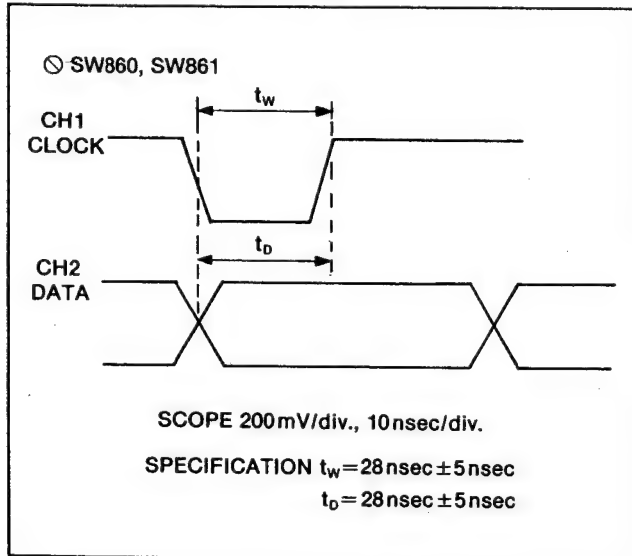 ⃠ SW860, SW861
t_W
CH1
CLOCK
t_D
CH2
DATA
SCOPE 200mV/div., 10nsec/div.
SPECIFICATION t_W=28nsec±5nsec
t_D=28nsec±5nsec